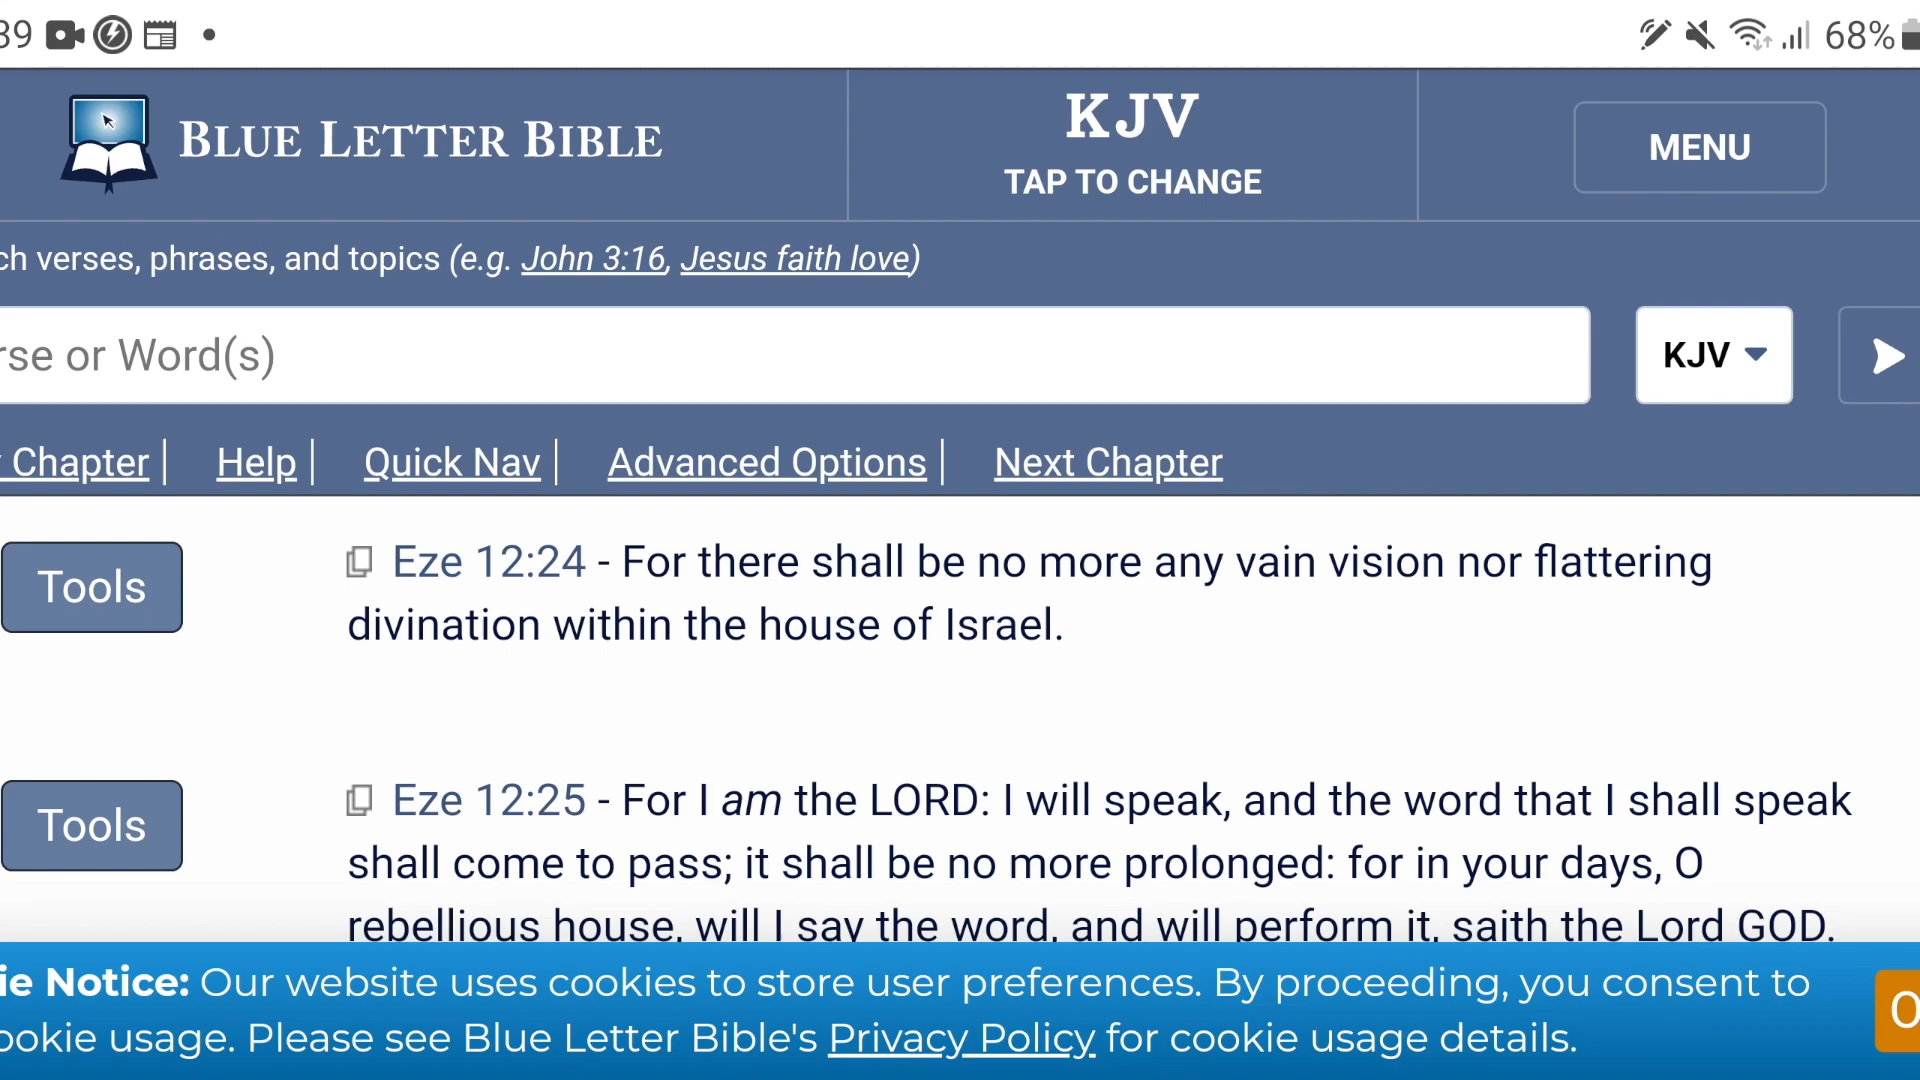 39
68%
BLUE LETTER BIBLE
KJV
TAP TO CHANGE
MENU
ch verses, phrases, and topics (e.g. John 3:16, Jesus faith love)
rse or Word(s)
KJV
Chapter | Help | Quick Nav | Advanced Options | Next Chapter
Tools
Eze 12:24 - For there shall be no more any vain vision nor flattering
divination within the house of Israel.
Tools
Eze 12:25 - For I am the LORD: I will speak, and the word that I shall speak
shall come to pass; it shall be no more prolonged: for in your days, O
rebellious house, will I say the word, and will perform it, saith the Lord GOD.
ie Notice: Our website uses cookies to store user preferences. By proceeding, you consent to
ookie usage. Please see Blue Letter Bible's Privacy Policy for cookie usage details.
O